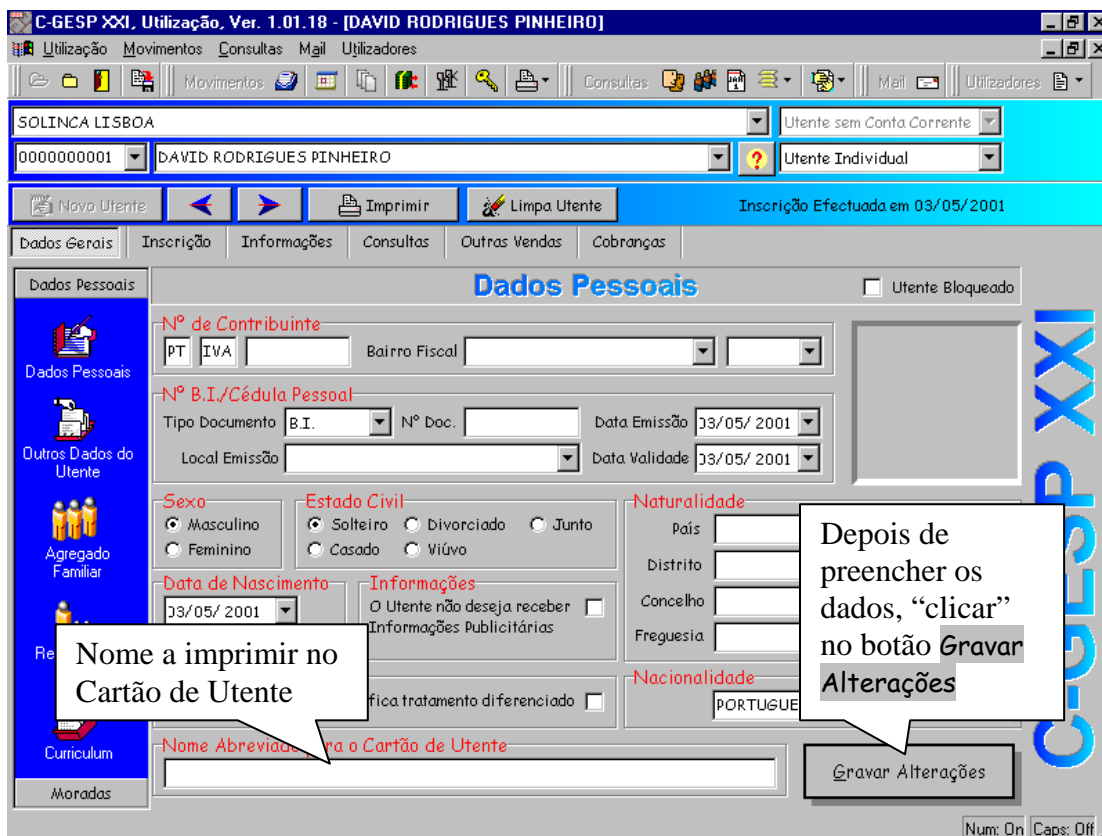 C-GESP XXI, Utilização, Ver. 1.01.18 - [DAVID RODRIGUES PINHEIRO]
Utilização Movimentos Consultas Mail Utilizadores
Movimentos Consultas Mail Utilizadores
SOLINCA LISBOA Utente sem Conta Corrente
0000000001 DAVID RODRIGUES PINHEIRO ? Utente Individual
Novo Utente Imprimir Limpa Utente Inscrição Efectuada em 03/05/2001
Dados Gerais Inscrição Informações Consultas Outras Vendas Cobranças
Dados Pessoais Dados Pessoais Utente Bloqueado
Nº de Contribuinte
PT IVA Bairro Fiscal
Dados Pessoais
Nº B.I./Cédula Pessoal
Tipo Documento B.I. Nº Doc. Data Emissão 03/05/ 2001
Outros Dados do Utente
Local Emissão Data Validade 03/05/ 2001
Sexo Estado Civil Naturalidade
Masculino Solteiro Divorciado Junto País
Feminino Casado Viúvo
Agregado Familiar
Distrito
Data de Nascimento Informações
03/05/ 2001 O Utente não deseja receber Concelho
Informações Publicitárias Freguesia
Re
Nome a imprimir no
Cartão de Utente
Depois de
preencher os
dados, “clicar”
no botão Gravar
Alterações
Nacionalidade
fica tratamento diferenciado PORTUGUE
Curriculum
Nome Abreviado para o Cartão de Utente
Gravar Alterações
Moradas
C-GESP XXI
Num: On Caps: Off